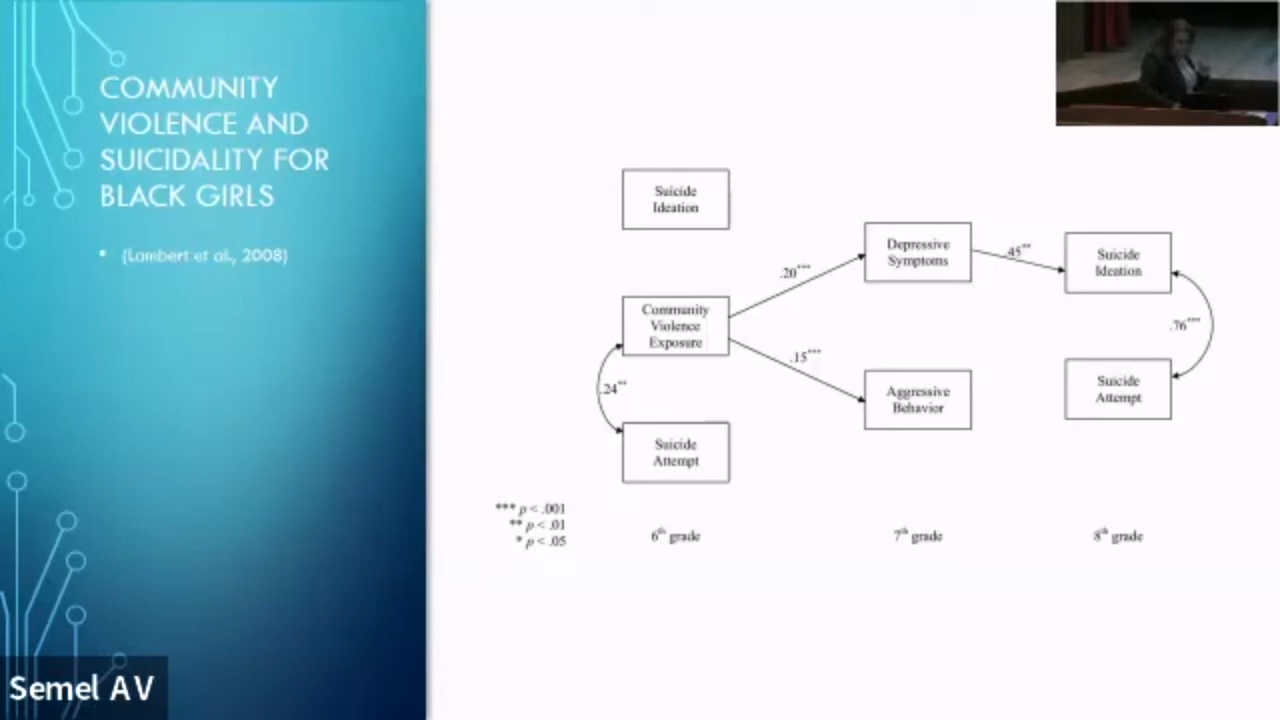 COMMUNITY
VIOLENCE AND
SUICIDALITY FOR
BLACK GIRLS
• (Lambert et al., 2008)
Suicide
Ideation
Community
Violence
Exposure
Suicide
Attempt
.24**
.20***
.15***
Depressive
Symptoms
Aggressive
Behavior
.45**
Suicide
Ideation
.76***
Suicide
Attempt
*** p < .001
** p < .01
* p < .05
6th grade
7th grade
8th grade
Semel AV